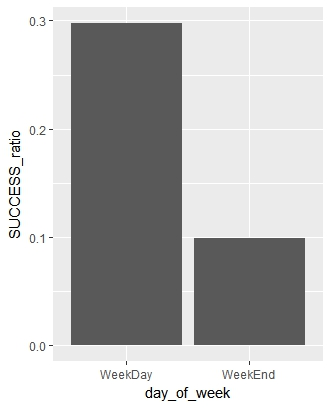 SUCCESS_ratio
0.3
0.2
0.1
0.0
WeekDay WeekEnd
day_of_week